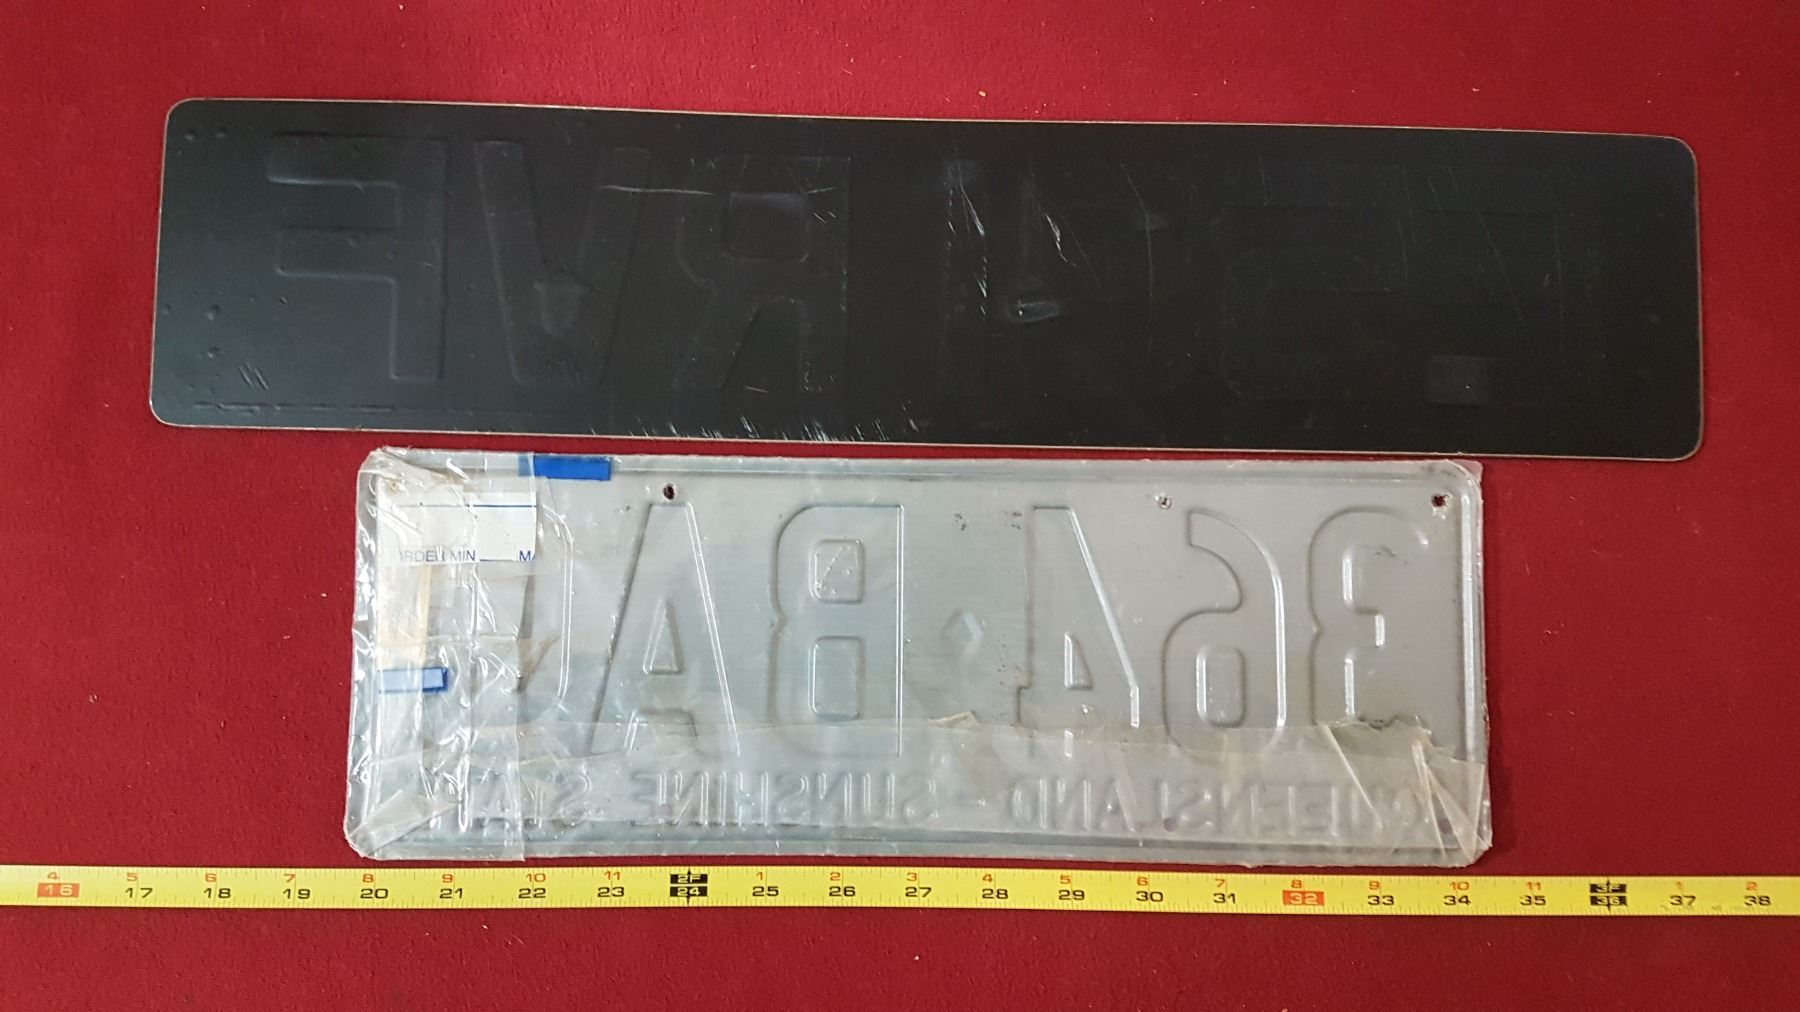 RVF
ORDER MIN
364·BA
QUEENSLAND - SUNSHINE STA
4 5 6 7 8 9 10 11 2F 1 2 3 4 5 6 7 8 9 10 11 3F 1 2
16 17 18 19 20 21 22 23 24 25 26 27 28 29 30 31 32 33 34 35 36 37 38